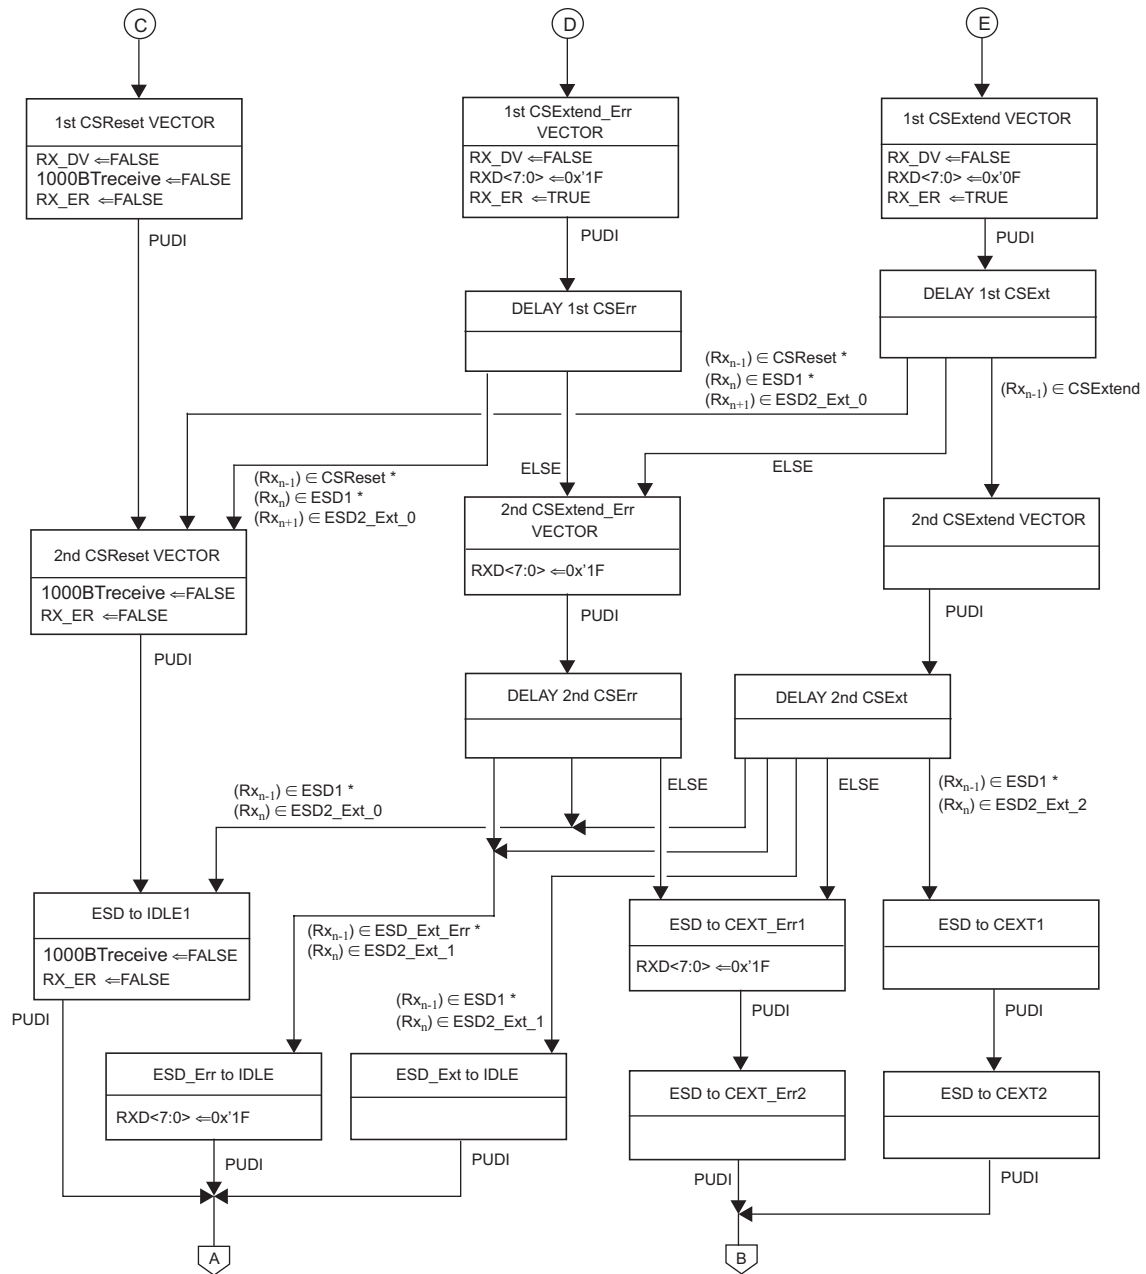 C
D
E
1st CSReset VECTOR
RX_DV ⇐FALSE
1000BTreceive ⇐FALSE
RX_ER ⇐FALSE
PUDI
1st CSExtend_Err
VECTOR
RX_DV ⇐FALSE
RXD<7:0> ⇐0x'1F
RX_ER ⇐TRUE
PUDI
1st CSExtend VECTOR
RX_DV ⇐FALSE
RXD<7:0> ⇐0x'0F
RX_ER ⇐TRUE
PUDI
DELAY 1st CSErr
DELAY 1st CSExt
(Rxn-1) ∈ CSReset *
(Rxn) ∈ ESD1 *
(Rxn+1) ∈ ESD2_Ext_0
(Rxn-1) ∈ CSExtend
(Rxn-1) ∈ CSReset *
(Rxn) ∈ ESD1 *
(Rxn+1) ∈ ESD2_Ext_0
ELSE
ELSE
2nd CSReset VECTOR
1000BTreceive ⇐FALSE
RX_ER ⇐FALSE
PUDI
2nd CSExtend_Err
VECTOR
RXD<7:0> ⇐0x'1F
PUDI
2nd CSExtend VECTOR
PUDI
DELAY 2nd CSErr
DELAY 2nd CSExt
(Rxn-1) ∈ ESD1 *
(Rxn) ∈ ESD2_Ext_0
ELSE
ELSE
(Rxn-1) ∈ ESD1 *
(Rxn) ∈ ESD2_Ext_2
ESD to IDLE1
1000BTreceive ⇐FALSE
RX_ER ⇐FALSE
PUDI
(Rxn-1) ∈ ESD_Ext_Err *
(Rxn) ∈ ESD2_Ext_1
(Rxn-1) ∈ ESD1 *
(Rxn) ∈ ESD2_Ext_1
ESD to CEXT_Err1
RXD<7:0> ⇐0x'1F
PUDI
ESD to CEXT1
PUDI
ESD_Err to IDLE
RXD<7:0> ⇐0x'1F
PUDI
ESD_Ext to IDLE
PUDI
ESD to CEXT_Err2
PUDI
ESD to CEXT2
PUDI
A
B